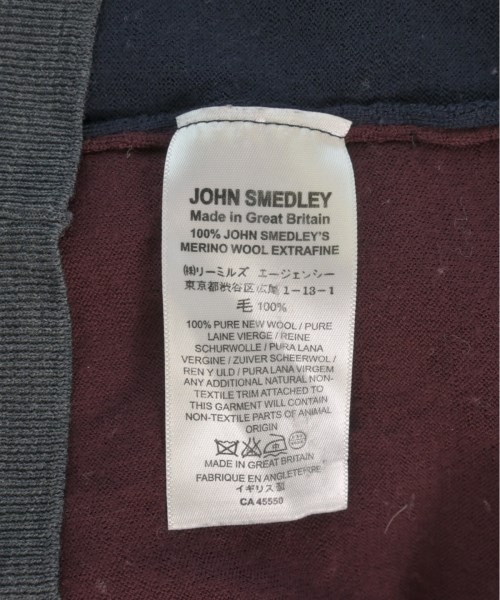 JOHN SMEDLEY
Made in Great Britain
100% JOHN SMEDLEY'S
MERINO WOOL EXTRAFINE
㈱リーミルズ エージェンシー
東京都渋谷区広尾 1-13-1
毛 100%
100% PURE NEW WOOL / PURE
LAINE VIERGE / REINE
SCHURWOLLE / PURA LANA
VERGINE / ZUIVER SCHEERWOL /
REN Y ULD / PURA LANA VIRGEM
ANY ADDITIONAL NATURAL NON-
TEXTILE TRIM ATTACHED TO
THIS GARMENT WILL CONTAIN
NON-TEXTILE PARTS OF ANIMAL
ORIGIN
中
MADE IN GREAT BRITAIN
FABRIQUE EN ANGLETERRE
イギリス製
CA 45550